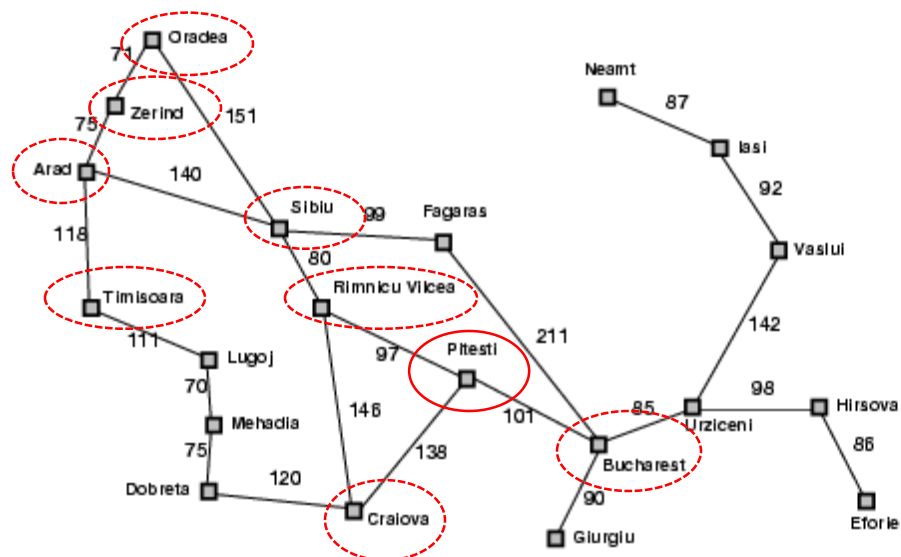 Oradea
71
Neamt
87
Zerind
151
75
Iasi
Arad
140
92
Sibiu
99
Fagaras
118
80
Vaslui
Timisoara
Rimnicu Vilcea
111
211
142
Lugoj
97
Pitesti
70
98
Hirsova
146
101
85
Urziceni
Mehadia
75
138
86
Bucharest
Dobreta
120
90
Craiova
Eforie
Giurgiu